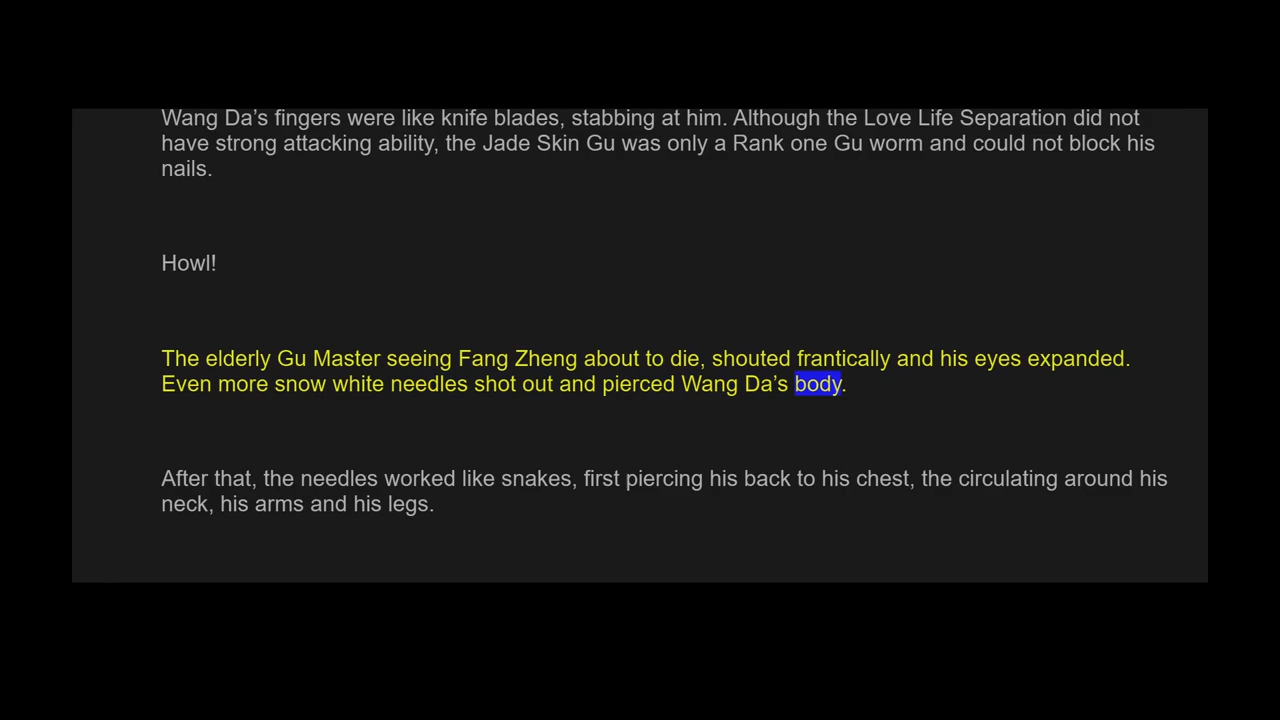 Wang Da’s fingers were like knife blades, stabbing at him. Although the Love Life Separation did not
have strong attacking ability, the Jade Skin Gu was only a Rank one Gu worm and could not block his
nails.
Howl!
The elderly Gu Master seeing Fang Zheng about to die, shouted frantically and his eyes expanded.
Even more snow white needles shot out and pierced Wang Da’s body.
After that, the needles worked like snakes, first piercing his back to his chest, the circulating around his
neck, his arms and his legs.